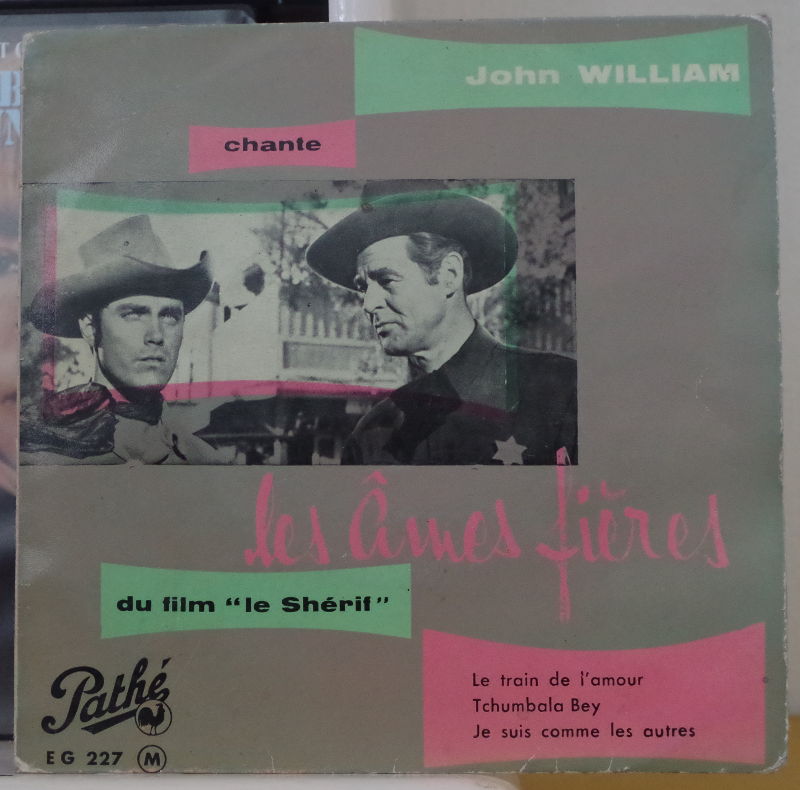 John WILLIAM
chante
les âmes fières
du film "le Shérif"
Le train de l'amour
Tchumbala Bey
Je suis comme les autres
Pathé
EG 227 M